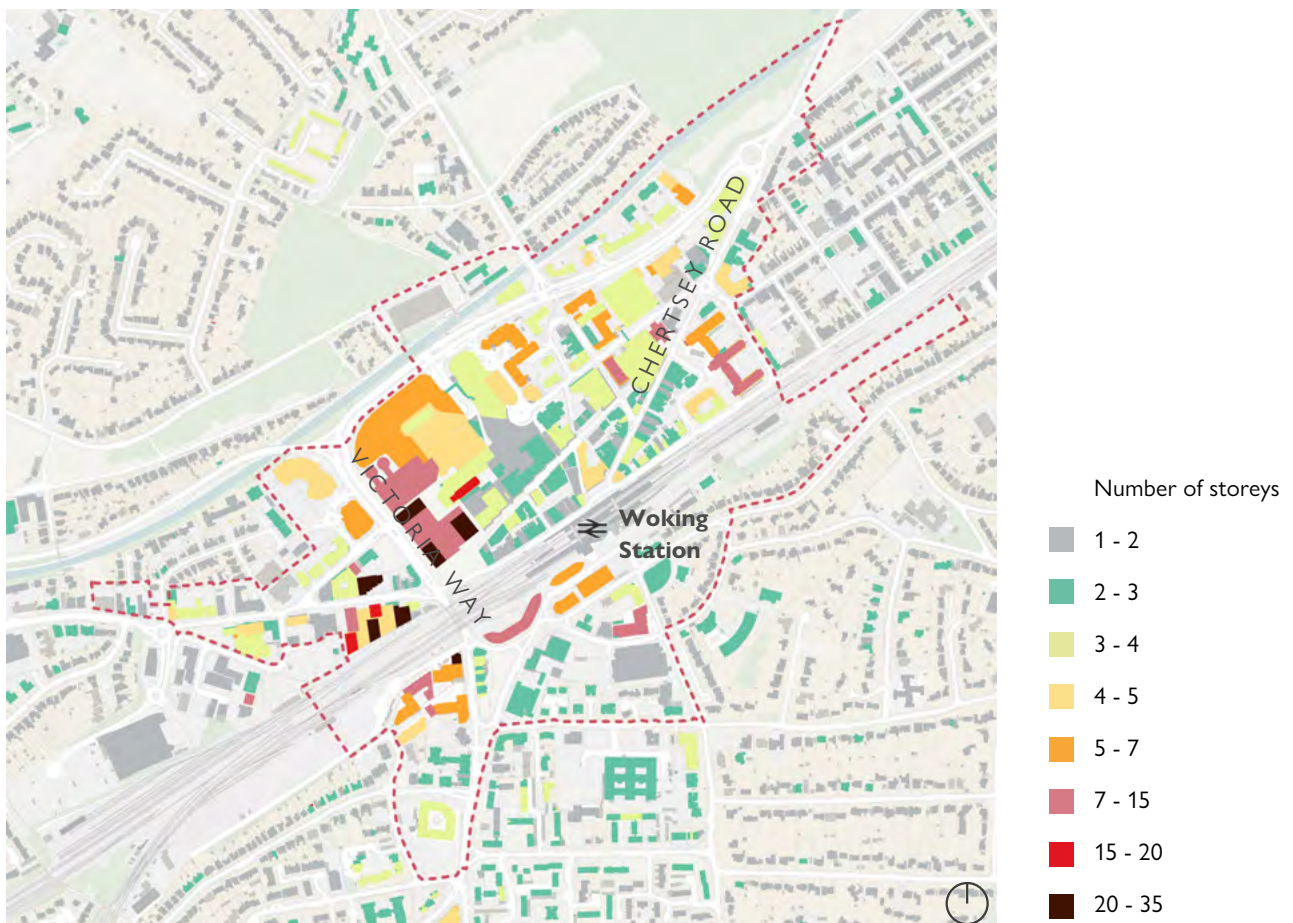 CHERTSEY ROAD
VICTORIA WAY
Woking
Station
Number of storeys
1 - 2
2 - 3
3 - 4
4 - 5
5 - 7
7 - 15
15 - 20
20 - 35